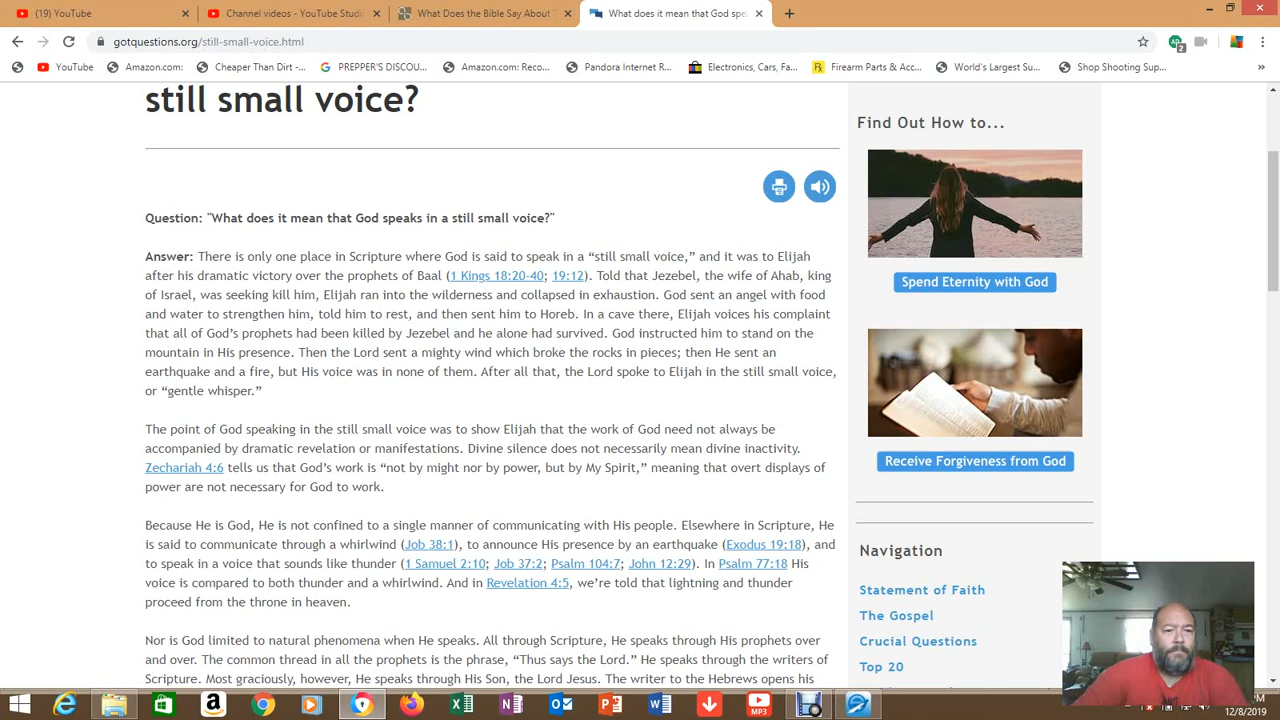 (19) YouTube
Channel videos - YouTube Studi
What Does the Bible Say About
What does it mean that God spe
gotquestions.org/still-small-voice.html
2
YouTube
Amazon.com:
Cheaper Than Dirt -...
PREPPER'S DISCOU...
Amazon.com: Reco...
Pandora Internet R...
Electronics, Cars, Fa...
Firearm Parts & Acc...
World's Largest Su...
Shop Shooting Sup...
still small voice?
Question: "What does it mean that God speaks in a still small voice?"
Answer: There is only one place in Scripture where God is said to speak in a “still small voice,” and it was to Elijah
after his dramatic victory over the prophets of Baal (1 Kings 18:20-40; 19:12). Told that Jezebel, the wife of Ahab, king
of Israel, was seeking kill him, Elijah ran into the wilderness and collapsed in exhaustion. God sent an angel with food
and water to strengthen him, told him to rest, and then sent him to Horeb. In a cave there, Elijah voices his complaint
that all of God’s prophets had been killed by Jezebel and he alone had survived. God instructed him to stand on the
mountain in His presence. Then the Lord sent a mighty wind which broke the rocks in pieces; then He sent an
earthquake and a fire, but His voice was in none of them. After all that, the Lord spoke to Elijah in the still small voice,
or “gentle whisper.”
The point of God speaking in the still small voice was to show Elijah that the work of God need not always be
accompanied by dramatic revelation or manifestations. Divine silence does not necessarily mean divine inactivity.
Zechariah 4:6 tells us that God’s work is “not by might nor by power, but by My Spirit,” meaning that overt displays of
power are not necessary for God to work.
Because He is God, He is not confined to a single manner of communicating with His people. Elsewhere in Scripture, He
is said to communicate through a whirlwind (Job 38:1), to announce His presence by an earthquake (Exodus 19:18), and
to speak in a voice that sounds like thunder (1 Samuel 2:10; Job 37:2; Psalm 104:7; John 12:29). In Psalm 77:18 His
voice is compared to both thunder and a whirlwind. And in Revelation 4:5, we’re told that lightning and thunder
proceed from the throne in heaven.
Nor is God limited to natural phenomena when He speaks. All through Scripture, He speaks through His prophets over
and over. The common thread in all the prophets is the phrase, “Thus says the Lord.” He speaks through the writers of
Scripture. Most graciously, however, He speaks through His Son, the Lord Jesus. The writer to the Hebrews opens his
Find Out How to...
Spend Eternity with God
Receive Forgiveness from God
Navigation
Statement of Faith
The Gospel
Crucial Questions
Top 20
MP3
12/8/2019